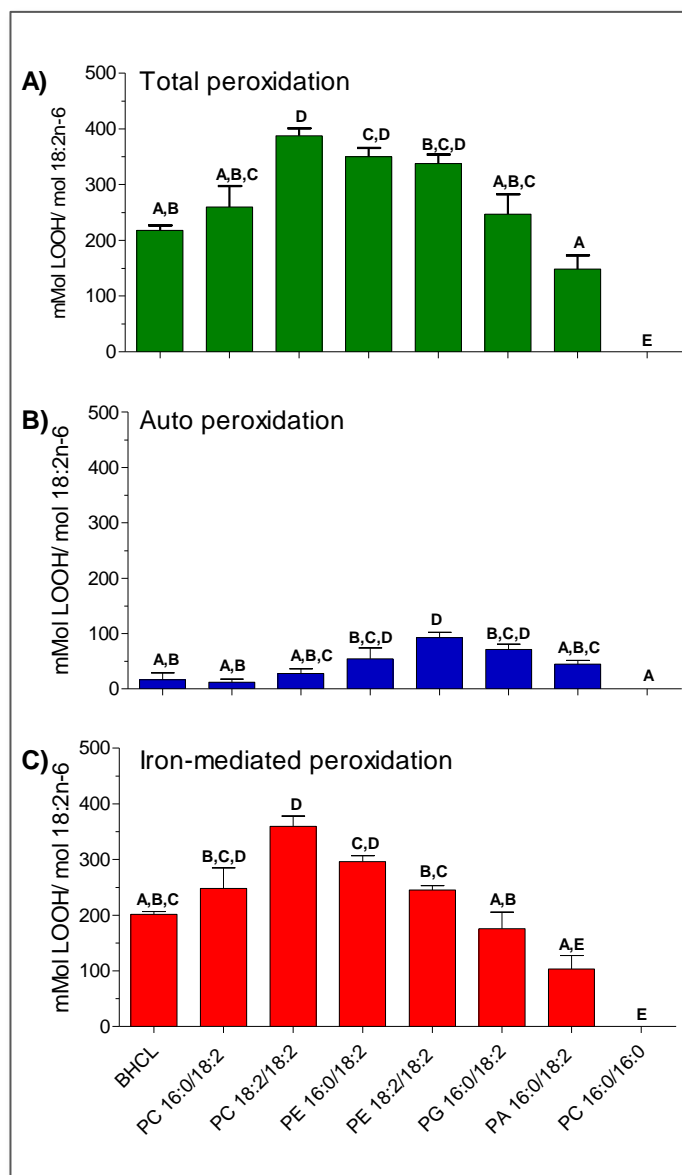 A)
Total peroxidation
mMol LOOH/ mol 18:2n-6
500
400
300
200
100
0
A,B
A,B,C
D
C,D
B,C,D
A,B,C
A
E
B)
Auto peroxidation
mMol LOOH/ mol 18:2n-6
500
400
300
200
100
0
A,B
A,B
A,B,C
B,C,D
D
B,C,D
A,B,C
A
C)
Iron-mediated peroxidation
mMol LOOH/ mol 18:2n-6
500
400
300
200
100
0
A,B,C
B,C,D
D
C,D
B,C
A,B
A,E
E
BHCL
PC 16:0/18:2
PC 18:2/18:2
PE 16:0/18:2
PE 18:2/18:2
PG 16:0/18:2
PA 16:0/18:2
PC 16:0/16:0